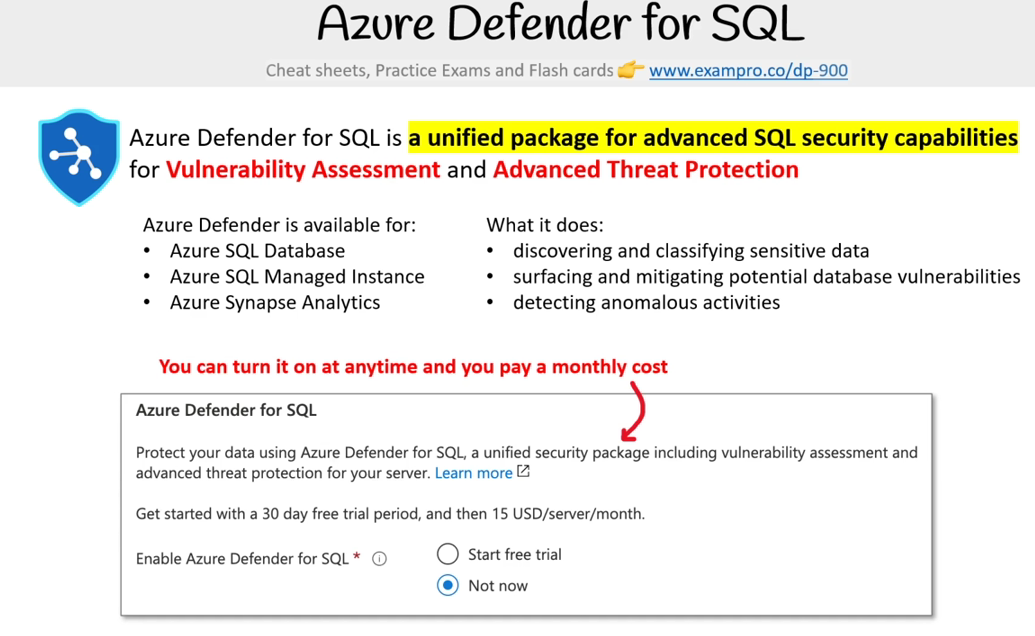 Azure Defender for SQL
Cheat sheets, Practice Exams and Flash cards 👉 www.exampro.co/dp-900
Azure Defender for SQL is a unified package for advanced SQL security capabilities
for Vulnerability Assessment and Advanced Threat Protection
Azure Defender is available for:
• Azure SQL Database
• Azure SQL Managed Instance
• Azure Synapse Analytics
What it does:
• discovering and classifying sensitive data
• surfacing and mitigating potential database vulnerabilities
• detecting anomalous activities
You can turn it on at anytime and you pay a monthly cost
Azure Defender for SQL
Protect your data using Azure Defender for SQL, a unified security package including vulnerability assessment and
advanced threat protection for your server. Learn more
Get started with a 30 day free trial period, and then 15 USD/server/month.
Enable Azure Defender for SQL *
Start free trial
Not now